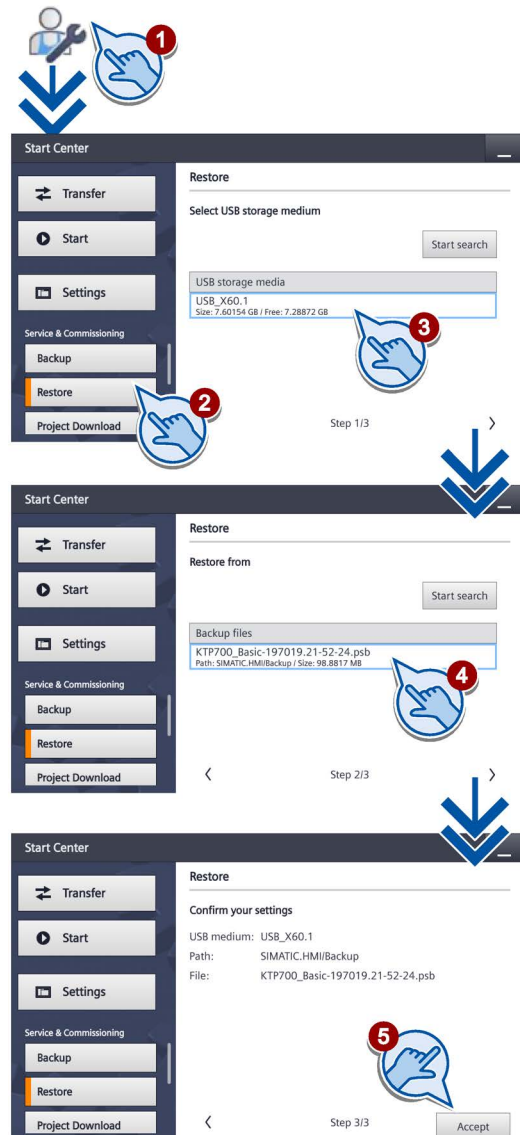 1
Start Center
Restore
Transfer
Select USB storage medium
Start
Start search
USB storage media
Settings
USB_X60.1
Size: 7.60154 GB / Free: 7.28872 GB
3
Service & Commissioning
Backup
Restore
2
Project Download
Step 1/3
Start Center
Restore
Transfer
Restore from
Start
Start search
Backup files
Settings
KTP700_Basic-197019.21-52-24.psb
Path: SIMATIC.HMI/Backup / Size: 98.8817 MB
4
Service & Commissioning
Backup
Restore
Project Download
Step 2/3
Start Center
Restore
Transfer
Confirm your settings
Start
USB medium: USB_X60.1
Path: SIMATIC.HMI/Backup
File: KTP700_Basic-197019.21-52-24.psb
Settings
Service & Commissioning
5
Backup
Restore
Project Download
Step 3/3
Accept